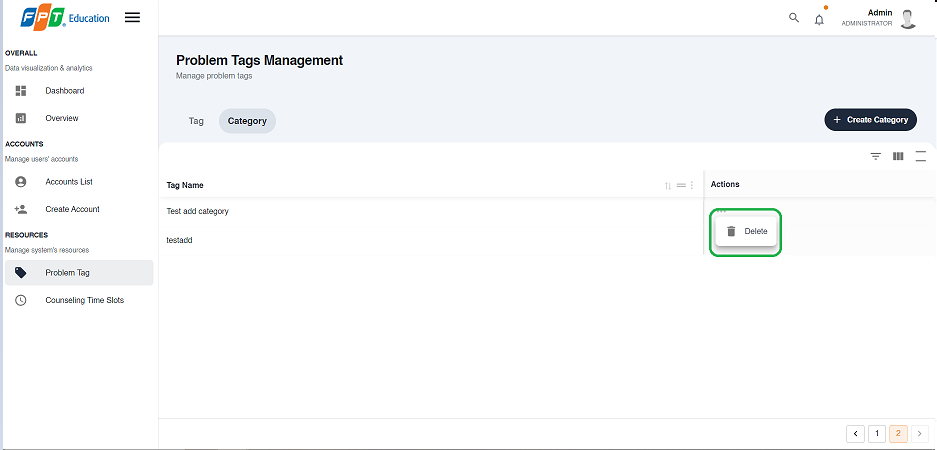 FPT Education
Admin
ADMINISTRATOR
OVERALL
Data visualization & analytics
Dashboard
Overview
ACCOUNTS
Manage users' accounts
Accounts List
Create Account
RESOURCES
Manage system's resources
Problem Tag
Counseling Time Slots
Problem Tags Management
Manage problem tags
Tag Category
+ Create Category
Tag Name Actions
Test add category
testadd
Delete
< 1 2 >